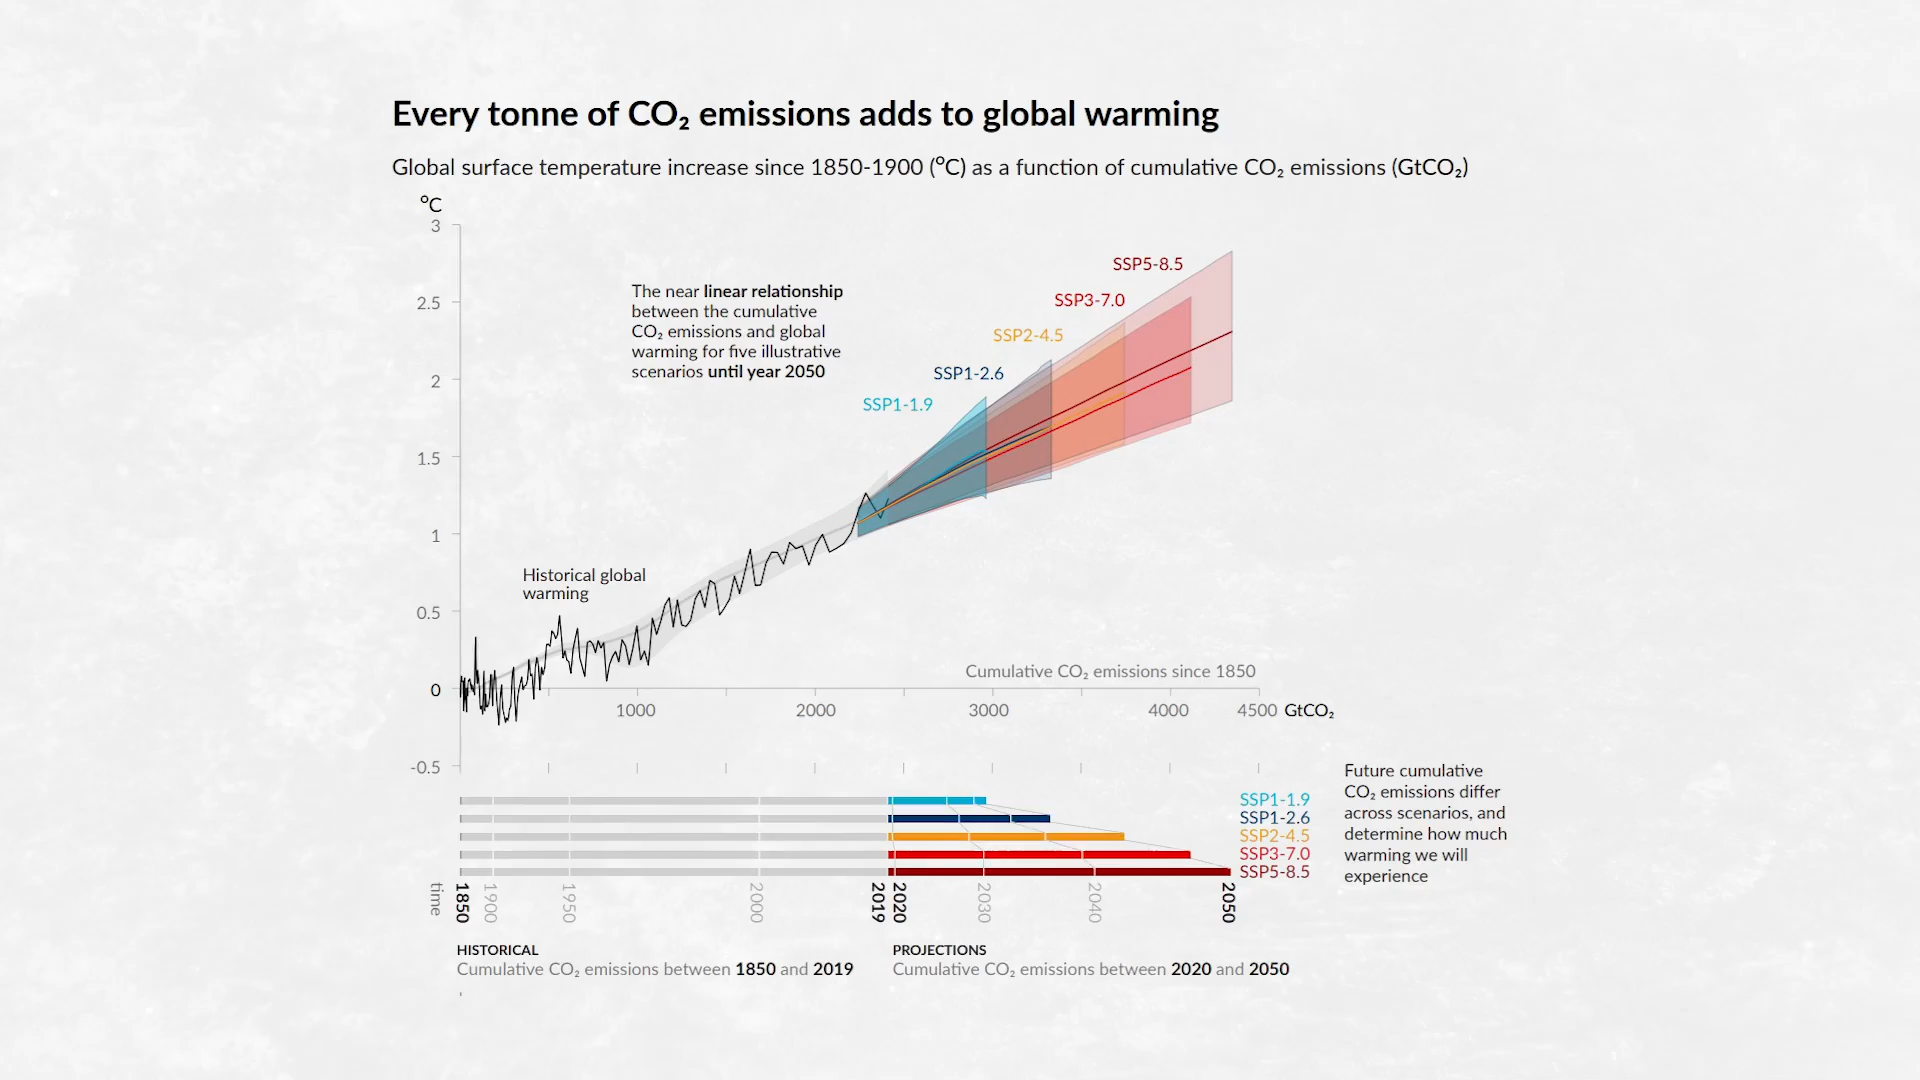 Every tonne of CO₂ emissions adds to global warming
Global surface temperature increase since 1850-1900 (°C) as a function of cumulative CO₂ emissions (GtCO₂)
°C
3
2.5
2
1.5
1
0.5
0
-0.5
The near linear relationship
between the cumulative
CO₂ emissions and global
warming for five illustrative
scenarios until year 2050
SSP5-8.5
SSP3-7.0
SSP2-4.5
SSP1-2.6
SSP1-1.9
Historical global
warming
Cumulative CO₂ emissions since 1850
1000 2000 3000 4000 4500 GtCO₂
SSP1-1.9
SSP1-2.6
SSP2-4.5
SSP3-7.0
SSP5-8.5
Future cumulative
CO₂ emissions differ
across scenarios, and
determine how much
warming we will
experience
time 1850 1900 1950 2000 2019 2020 2030 2040 2050
HISTORICAL
Cumulative CO₂ emissions between 1850 and 2019
PROJECTIONS
Cumulative CO₂ emissions between 2020 and 2050